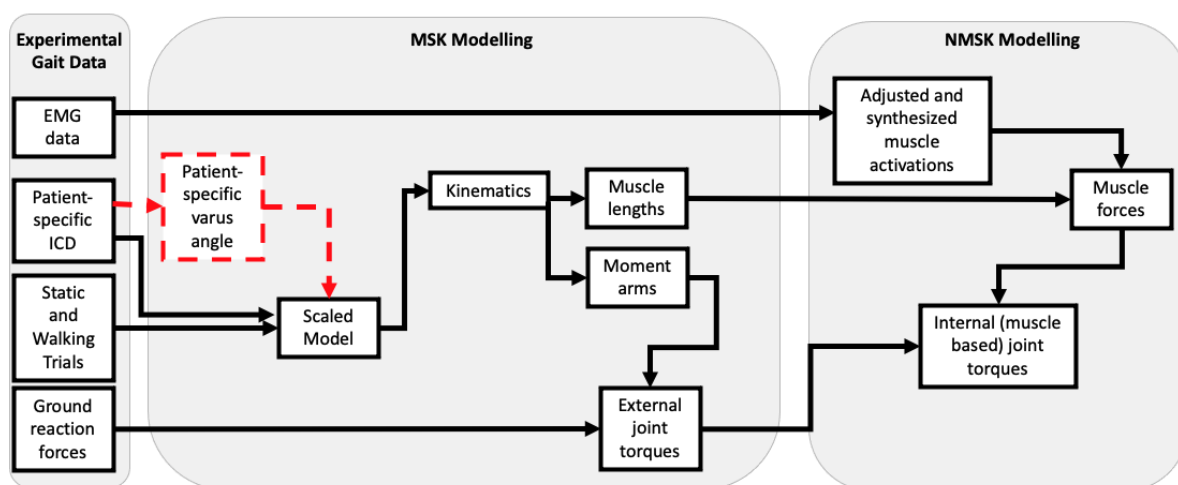 Experimental
Gait Data
MSK Modelling
NMSK Modelling
EMG
data
Patient-
specific
ICD
Static
and
Walking
Trials
Ground
reaction
forces
Patient-
specific
varus
angle
Scaled
Model
Kinematics
Muscle
lengths
Moment
arms
External
joint
torques
Adjusted and
synthesized
muscle
activations
Muscle
forces
Internal (muscle
based) joint
torques